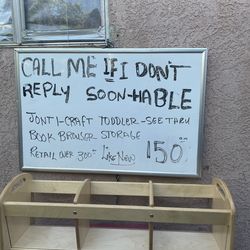 CALL ME IF I DON'T
REPLY SOON-HABLE
JONTI-CRAFT TODDLER-SEE THRU
BOOK BROWSER STORAGE
RETAIL OVER 300+ LIKE NEW 150